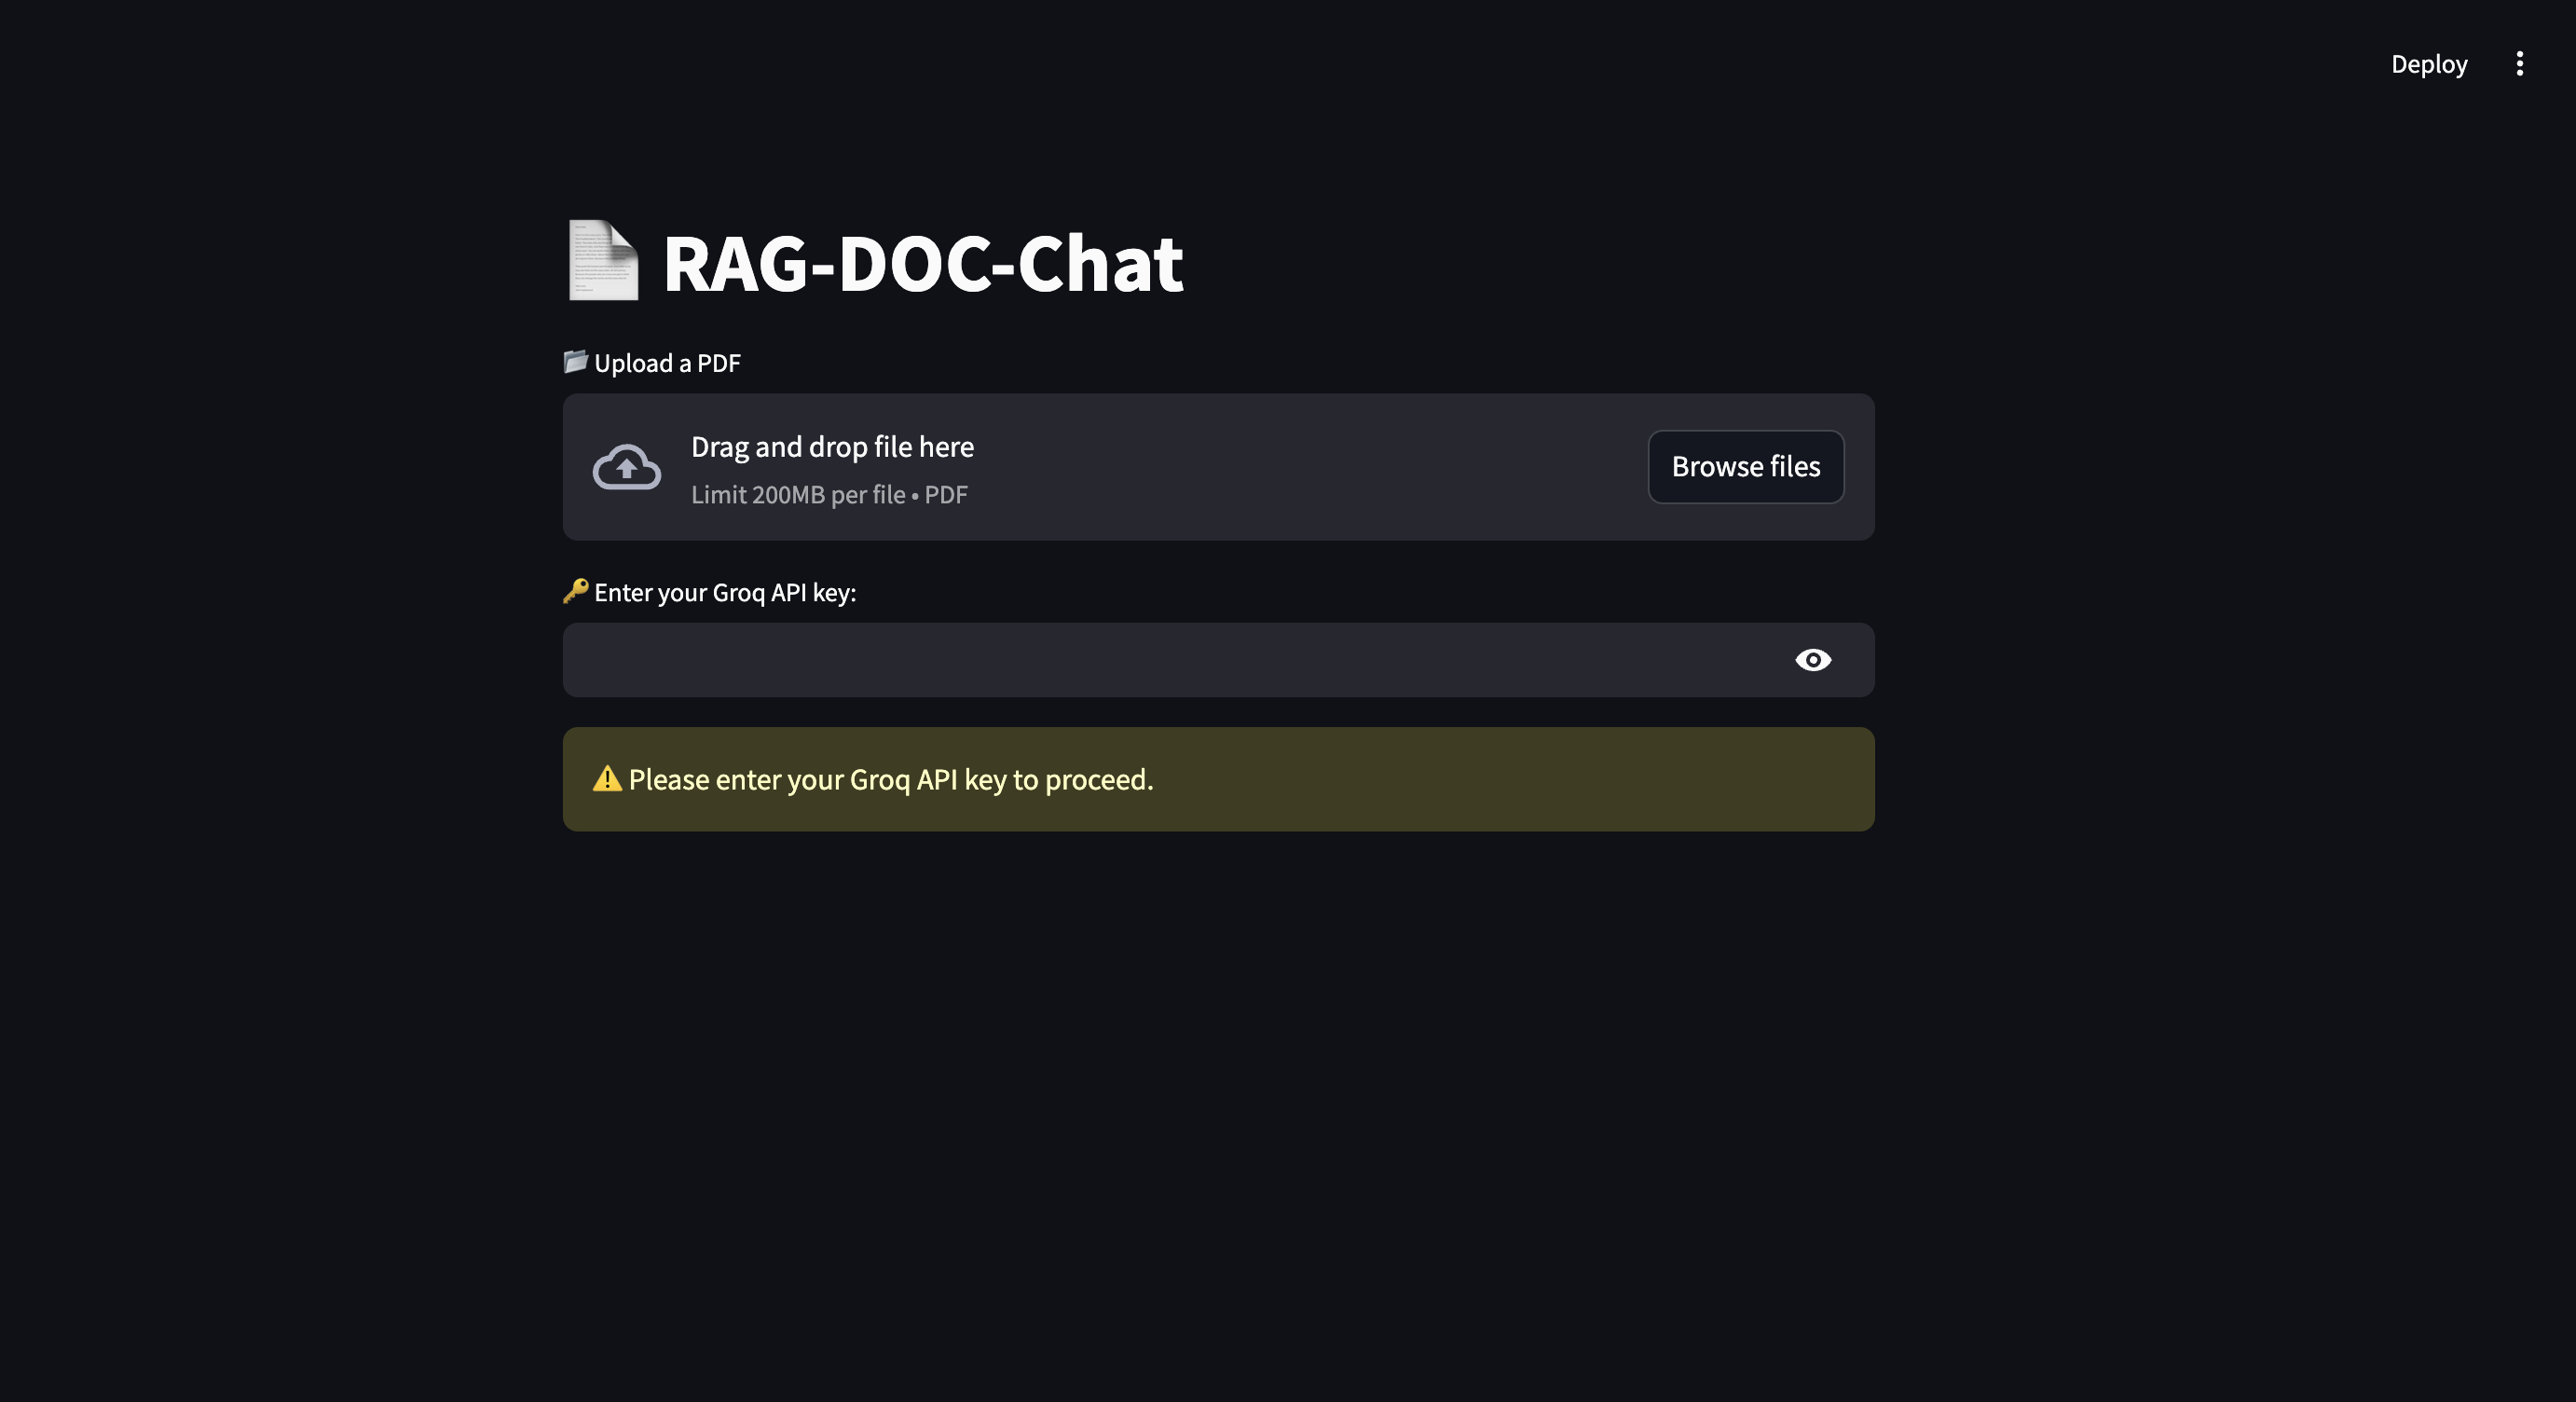 Deploy
RAG-DOC-Chat
Upload a PDF
Drag and drop file here
Limit 200MB per file • PDF
Browse files
Enter your Groq API key:
Please enter your Groq API key to proceed.